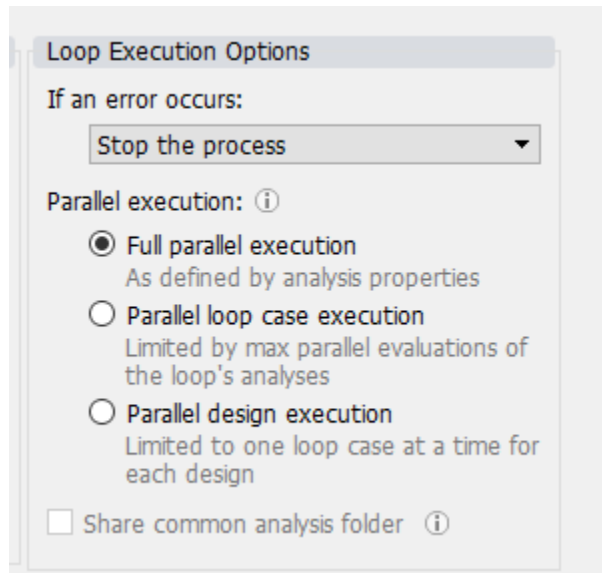 Loop Execution Options
If an error occurs:
Stop the process
Parallel execution:
Full parallel execution
As defined by analysis properties
Parallel loop case execution
Limited by max parallel evaluations of
the loop's analyses
Parallel design execution
Limited to one loop case at a time for
each design
Share common analysis folder